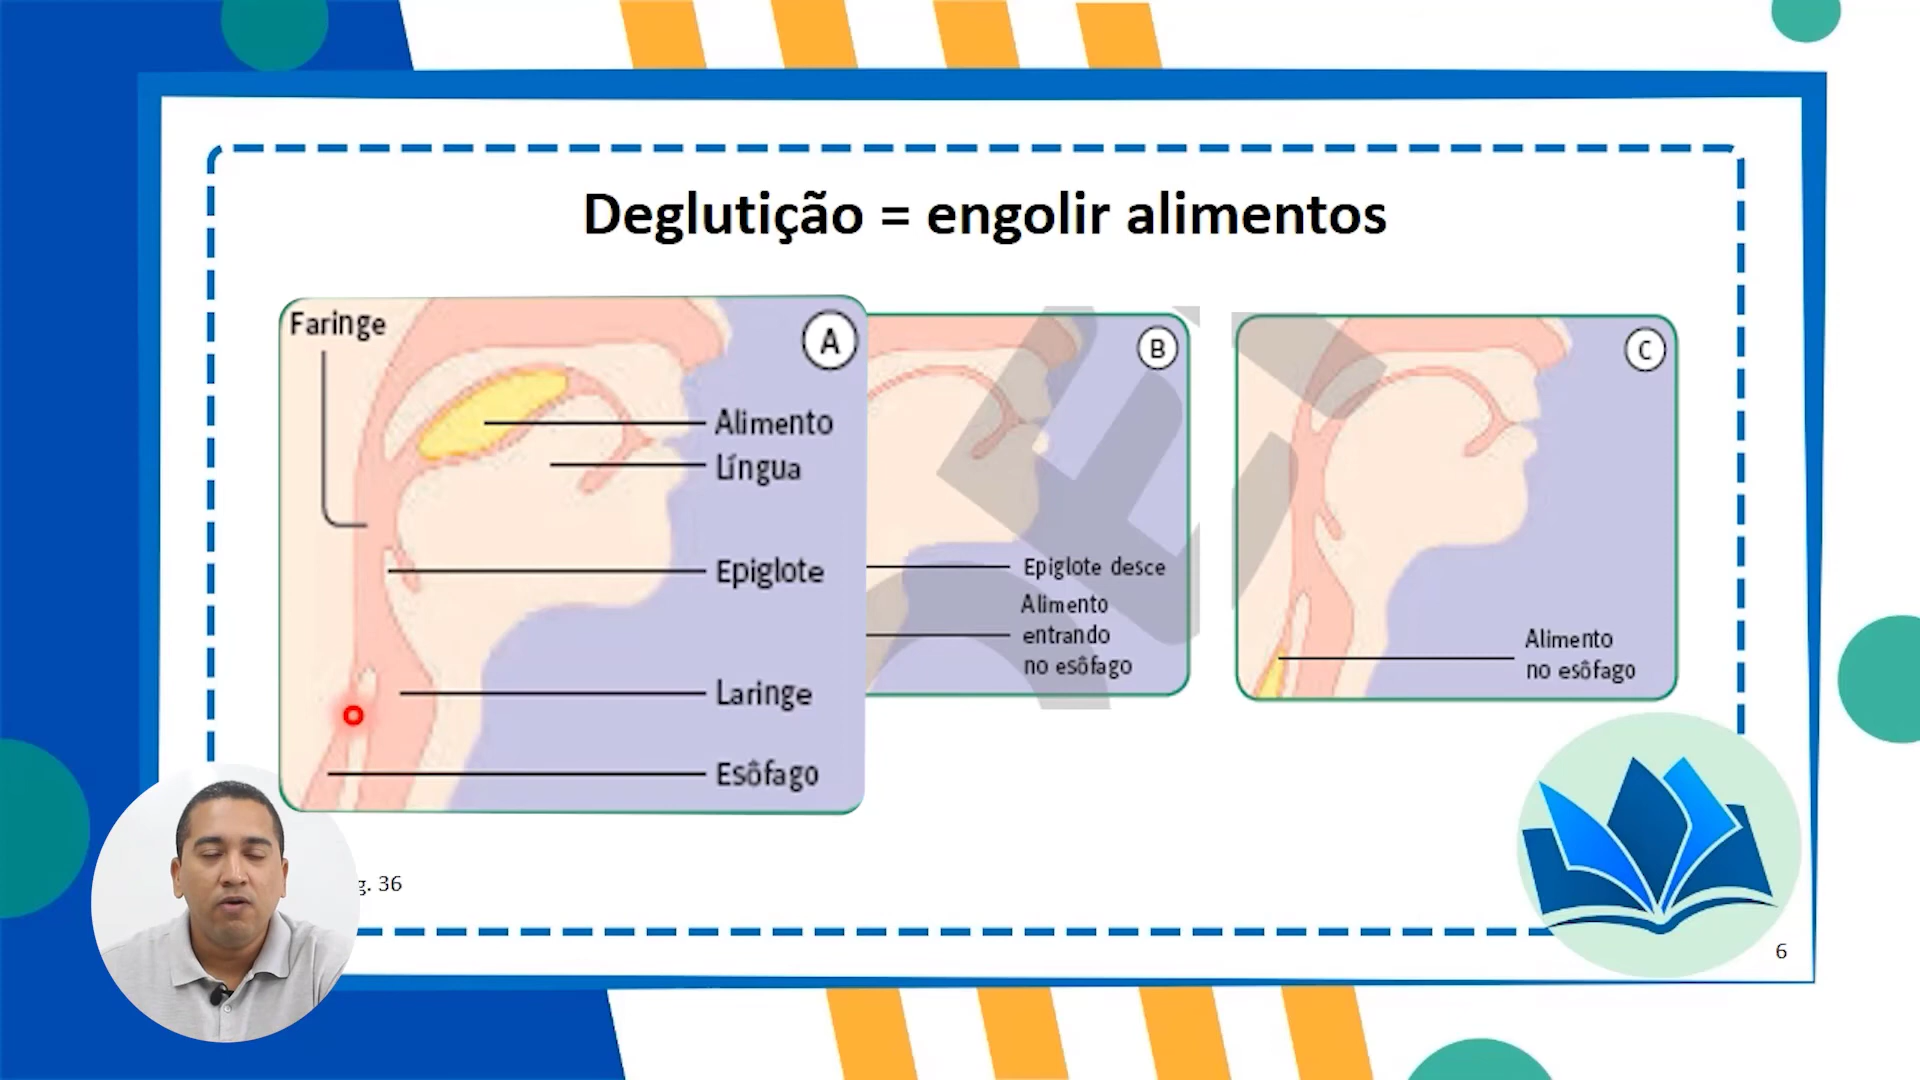 Deglutição = engolir alimentos
Faringe
A
Alimento
Língua
Epiglote
Laringe
Esôfago
B
Epiglote desce
Alimento
entrando
no esôfago
C
Alimento
no esôfago
g. 36
6